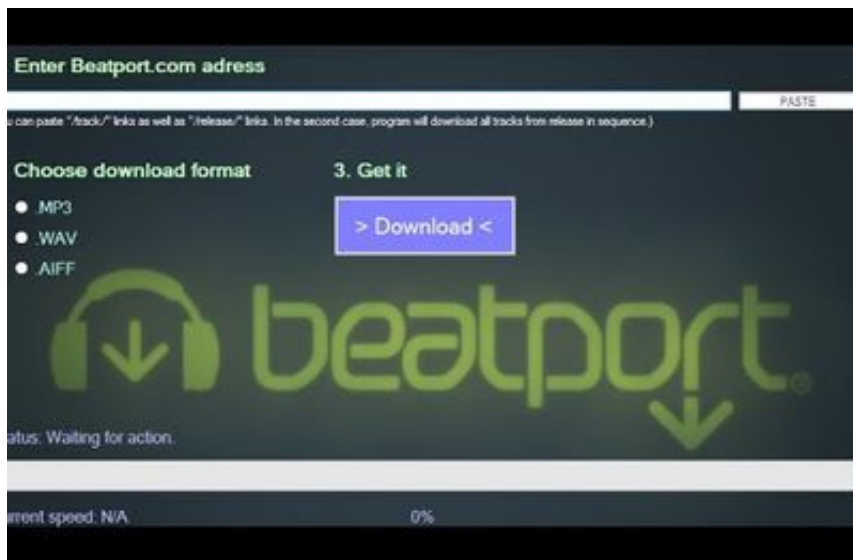 Enter Beatport.com adress
PASTE
u can paste "/track/" links as well as "/release/" links. In the second case, program will download all tracks from release in sequence.)
Choose download format
3. Get it
.MP3
.WAV
.AIFF
> Download <
beatport®
atus: Waiting for action.
urrent speed: N/A
0%